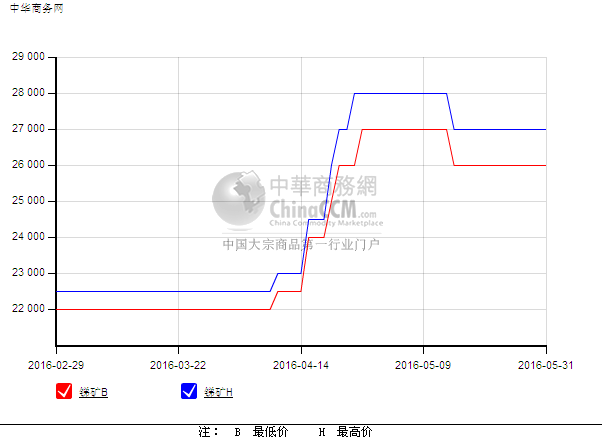 中华商务网
29 000
28 000
27 000
26 000
25 000
24 000
23 000
22 000
中華商務網
ChinaCCM.com
China Commodity Marketplace
中国大宗商品第一行业门户
2016-02-29 2016-03-22 2016-04-14 2016-05-09 2016-05-31
锑矿B 锑矿H
注： B 最低价 H 最高价